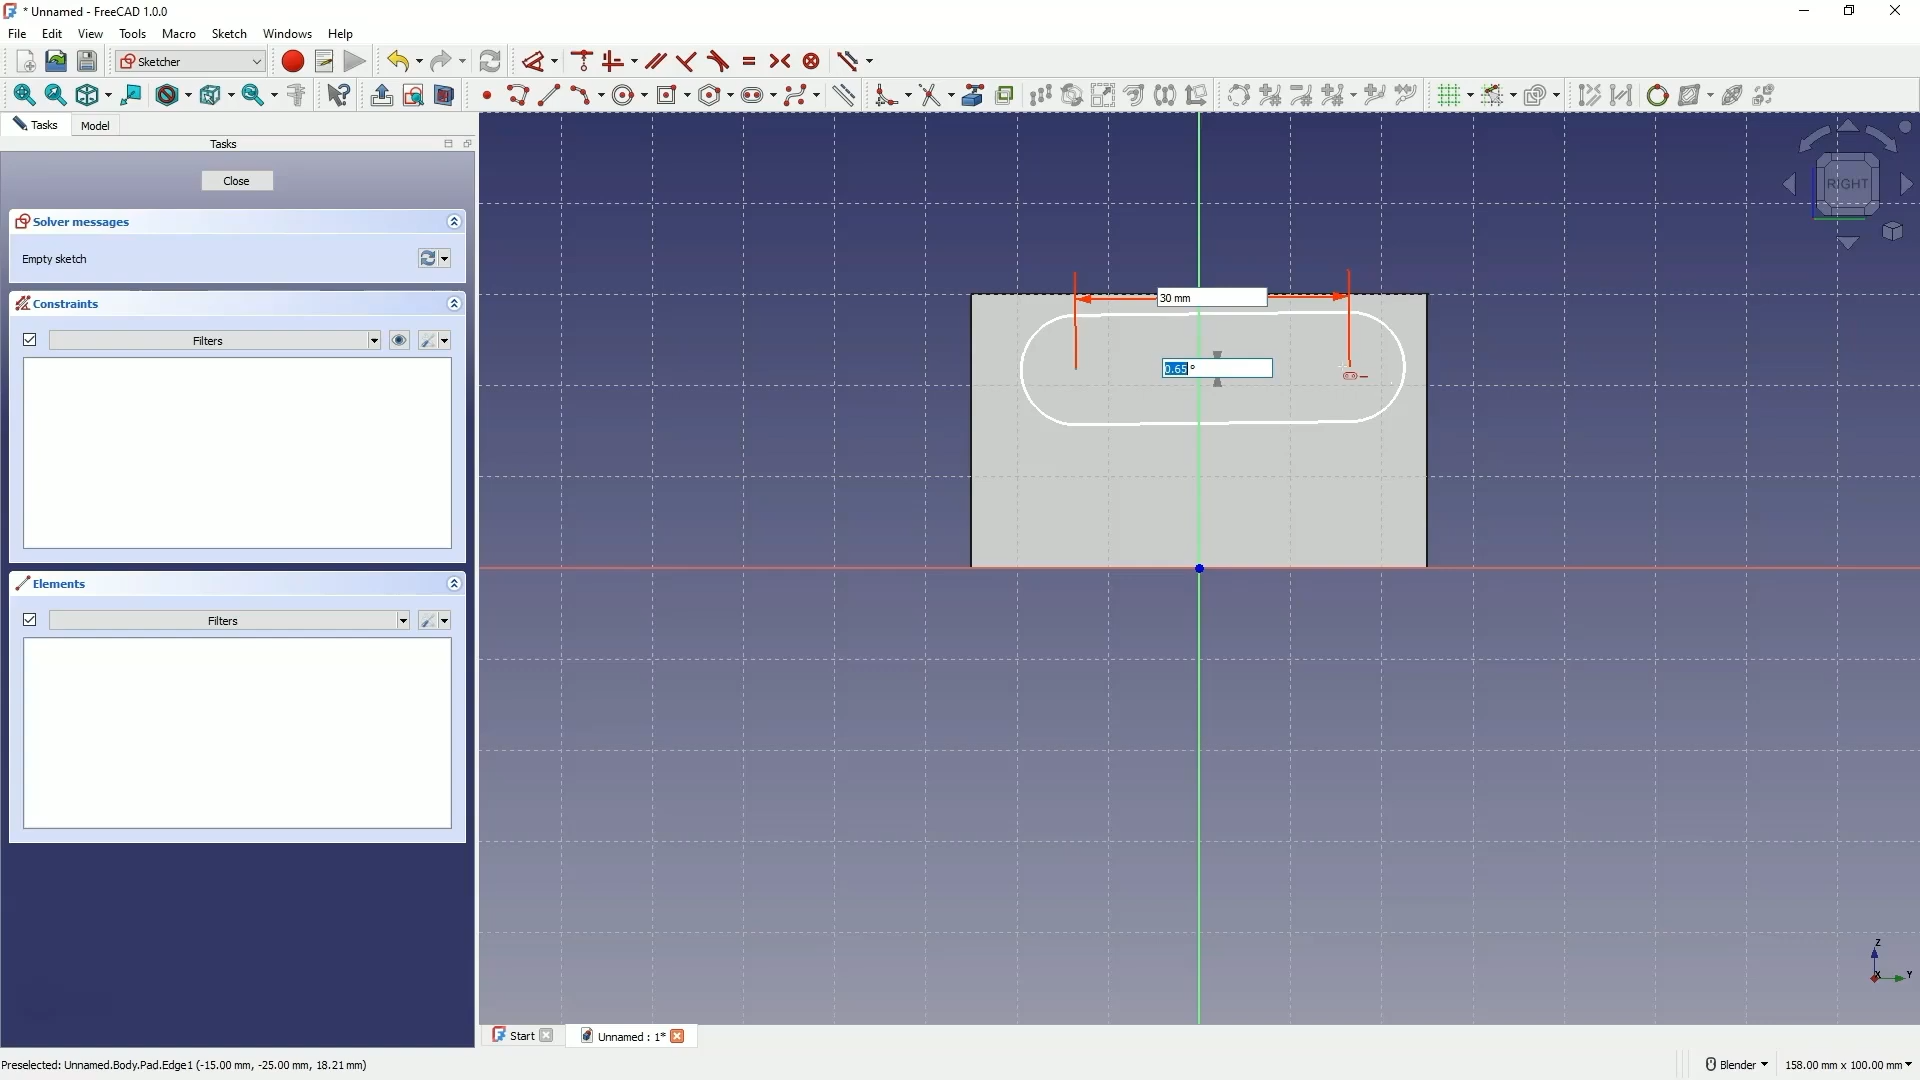 * Unnamed - FreeCAD 1.0.0
File Edit View Tools Macro Sketch Windows Help
Sketcher
Tasks Model
Tasks
Close
Solver messages
Empty sketch
Constraints
Filters
Elements
Filters
30 mm
0.65 °
RIGHT
Z
X
Y
Start
Unnamed : 1*
Preselected: Unnamed.Body.Pad.Edge1 (-15.00 mm, -25.00 mm, 18.21 mm)
Blender
158.00 mm x 100.00 mm